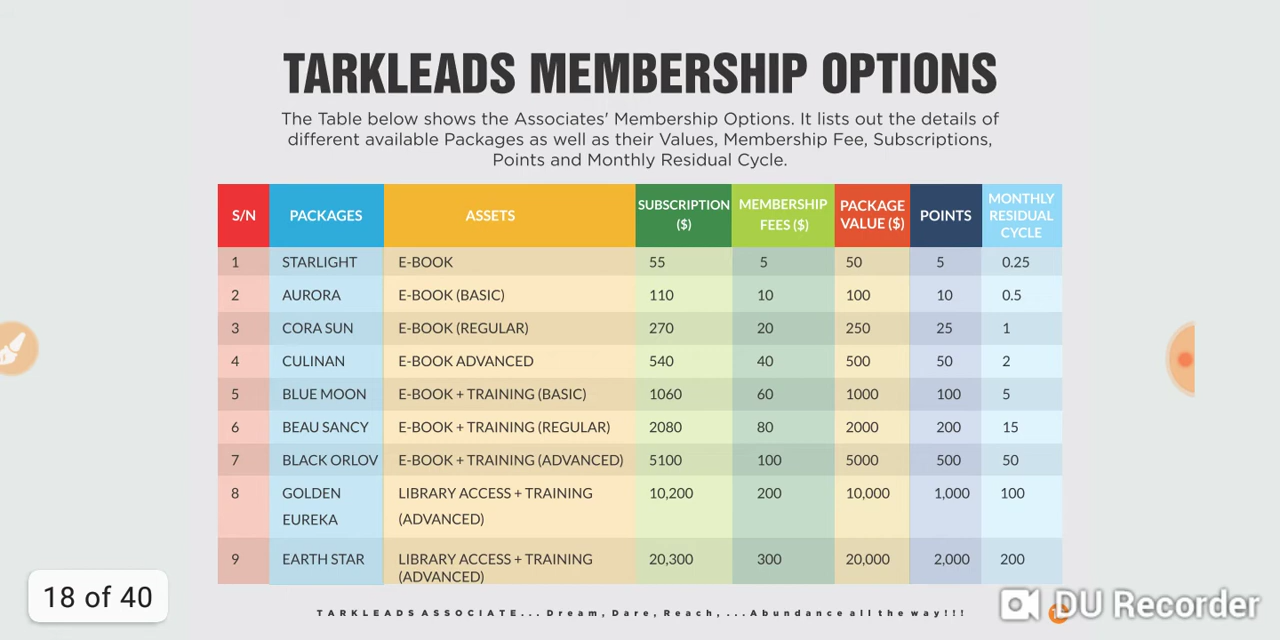 TARKLEADS MEMBERSHIP OPTIONS
The Table below shows the Associates' Membership Options. It lists out the details of
different available Packages as well as their Values, Membership Fee, Subscriptions,
Points and Monthly Residual Cycle.
S/N PACKAGES ASSETS SUBSCRIPTION ($) MEMBERSHIP FEES ($) PACKAGE VALUE ($) POINTS MONTHLY RESIDUAL CYCLE
1 STARLIGHT E-BOOK 55 5 50 5 0.25
2 AURORA E-BOOK (BASIC) 110 10 100 10 0.5
3 CORA SUN E-BOOK (REGULAR) 270 20 250 25 1
4 CULINAN E-BOOK ADVANCED 540 40 500 50 2
5 BLUE MOON E-BOOK + TRAINING (BASIC) 1060 60 1000 100 5
6 BEAU SANCY E-BOOK + TRAINING (REGULAR) 2080 80 2000 200 15
7 BLACK ORLOV E-BOOK + TRAINING (ADVANCED) 5100 100 5000 500 50
8 GOLDEN EUREKA LIBRARY ACCESS + TRAINING (ADVANCED) 10,200 200 10,000 1,000 100
9 EARTH STAR LIBRARY ACCESS + TRAINING (ADVANCED) 20,300 300 20,000 2,000 200
TARKLEADS ASSOCIATE... Dream, Dare, Reach, ...Abundance all the way!!!
18 of 40
DU Recorder